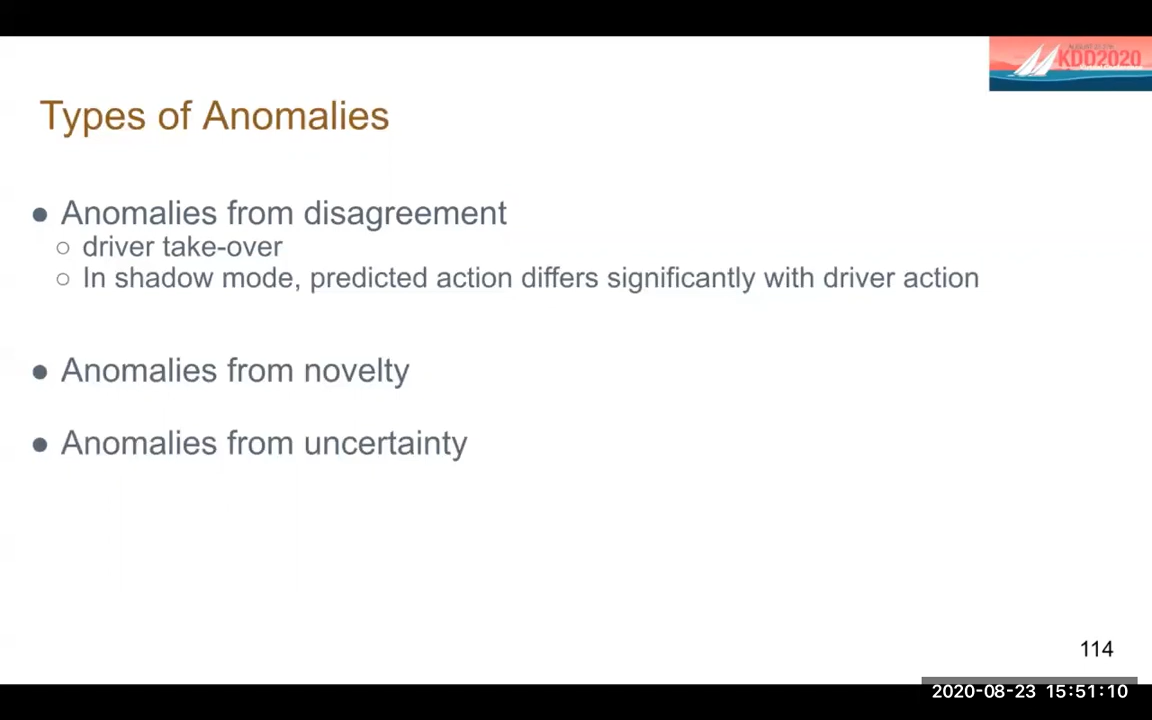 KDD2020
Types of Anomalies
● Anomalies from disagreement
○ driver take-over
○ In shadow mode, predicted action differs significantly with driver action
● Anomalies from novelty
● Anomalies from uncertainty
114
2020-08-23 15:51:10